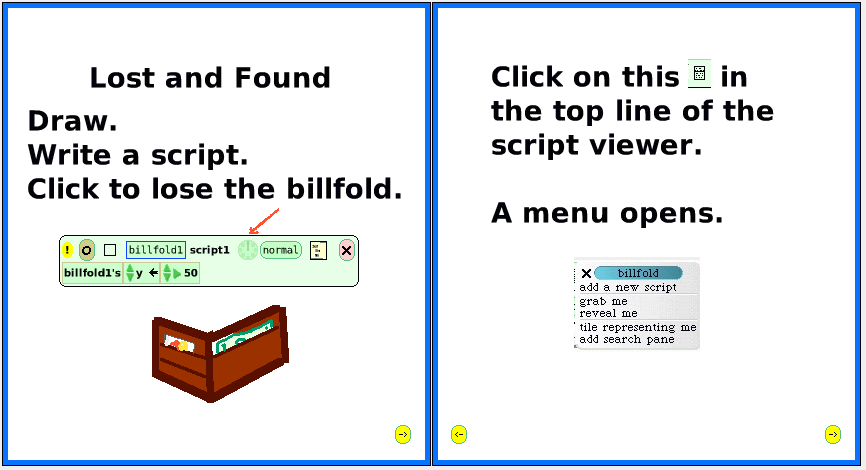 Lost and Found
Draw.
Write a script.
Click to lose the billfold.
! billfold1 script1 normal
billfold1's y ← 50
Click on this in
the top line of the
script viewer.
A menu opens.
billfold
add a new script
grab me
reveal me
tile representing me
add search pane